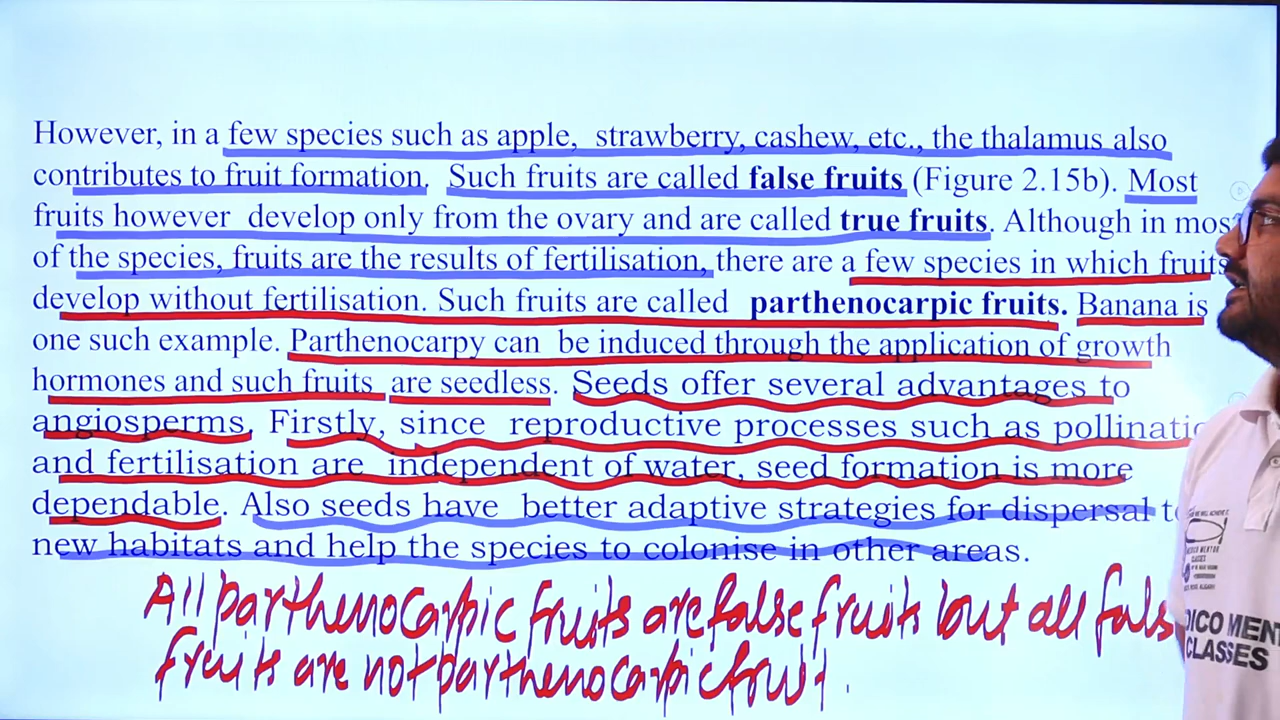 However, in a few species such as apple, strawberry, cashew, etc., the thalamus also
contributes to fruit formation. Such fruits are called false fruits (Figure 2.15b). Most
fruits however develop only from the ovary and are called true fruits. Although in mos
of the species, fruits are the results of fertilisation, there are a few species in which fruits
develop without fertilisation. Such fruits are called parthenocarpic fruits. Banana is
one such example. Parthenocarpy can be induced through the application of growth
hormones and such fruits are seedless. Seeds offer several advantages to
angiosperms. Firstly, since reproductive processes such as pollinatio
and fertilisation are independent of water, seed formation is more
dependable. Also seeds have better adaptive strategies for dispersal to
new habitats and help the species to colonise in other areas.
All parthenocarpic fruits are false fruits but all fals
fruits are not parthenocarpic fruit.
DICO MEN
CLASSES